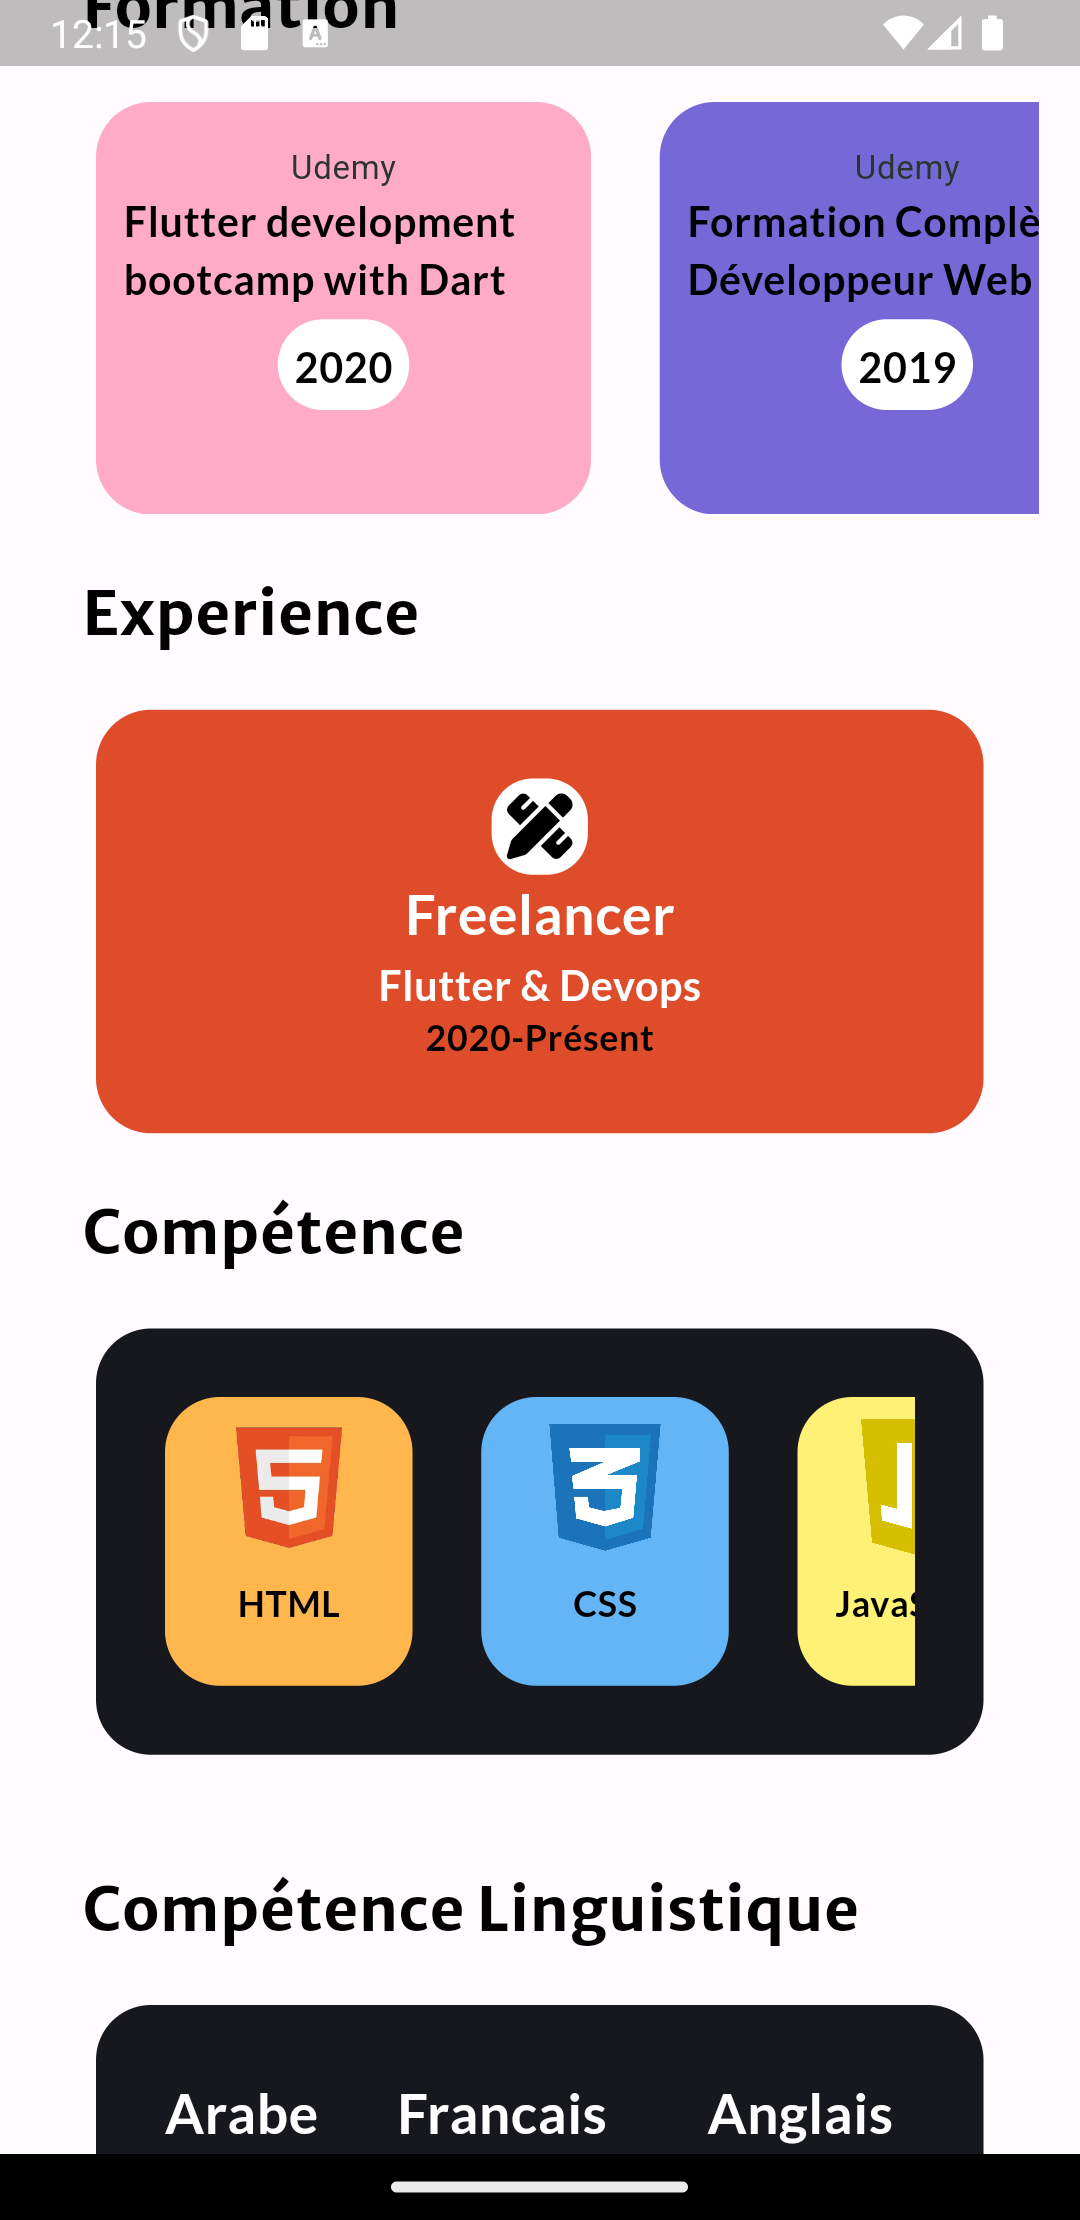 Formation
12:15
Udemy
Flutter development
bootcamp with Dart
2020
Udemy
Formation Complè
Développeur Web
2019
Experience
Freelancer
Flutter & Devops
2020-Présent
Compétence
HTML
CSS
JavaS
Compétence Linguistique
Arabe Francais Anglais